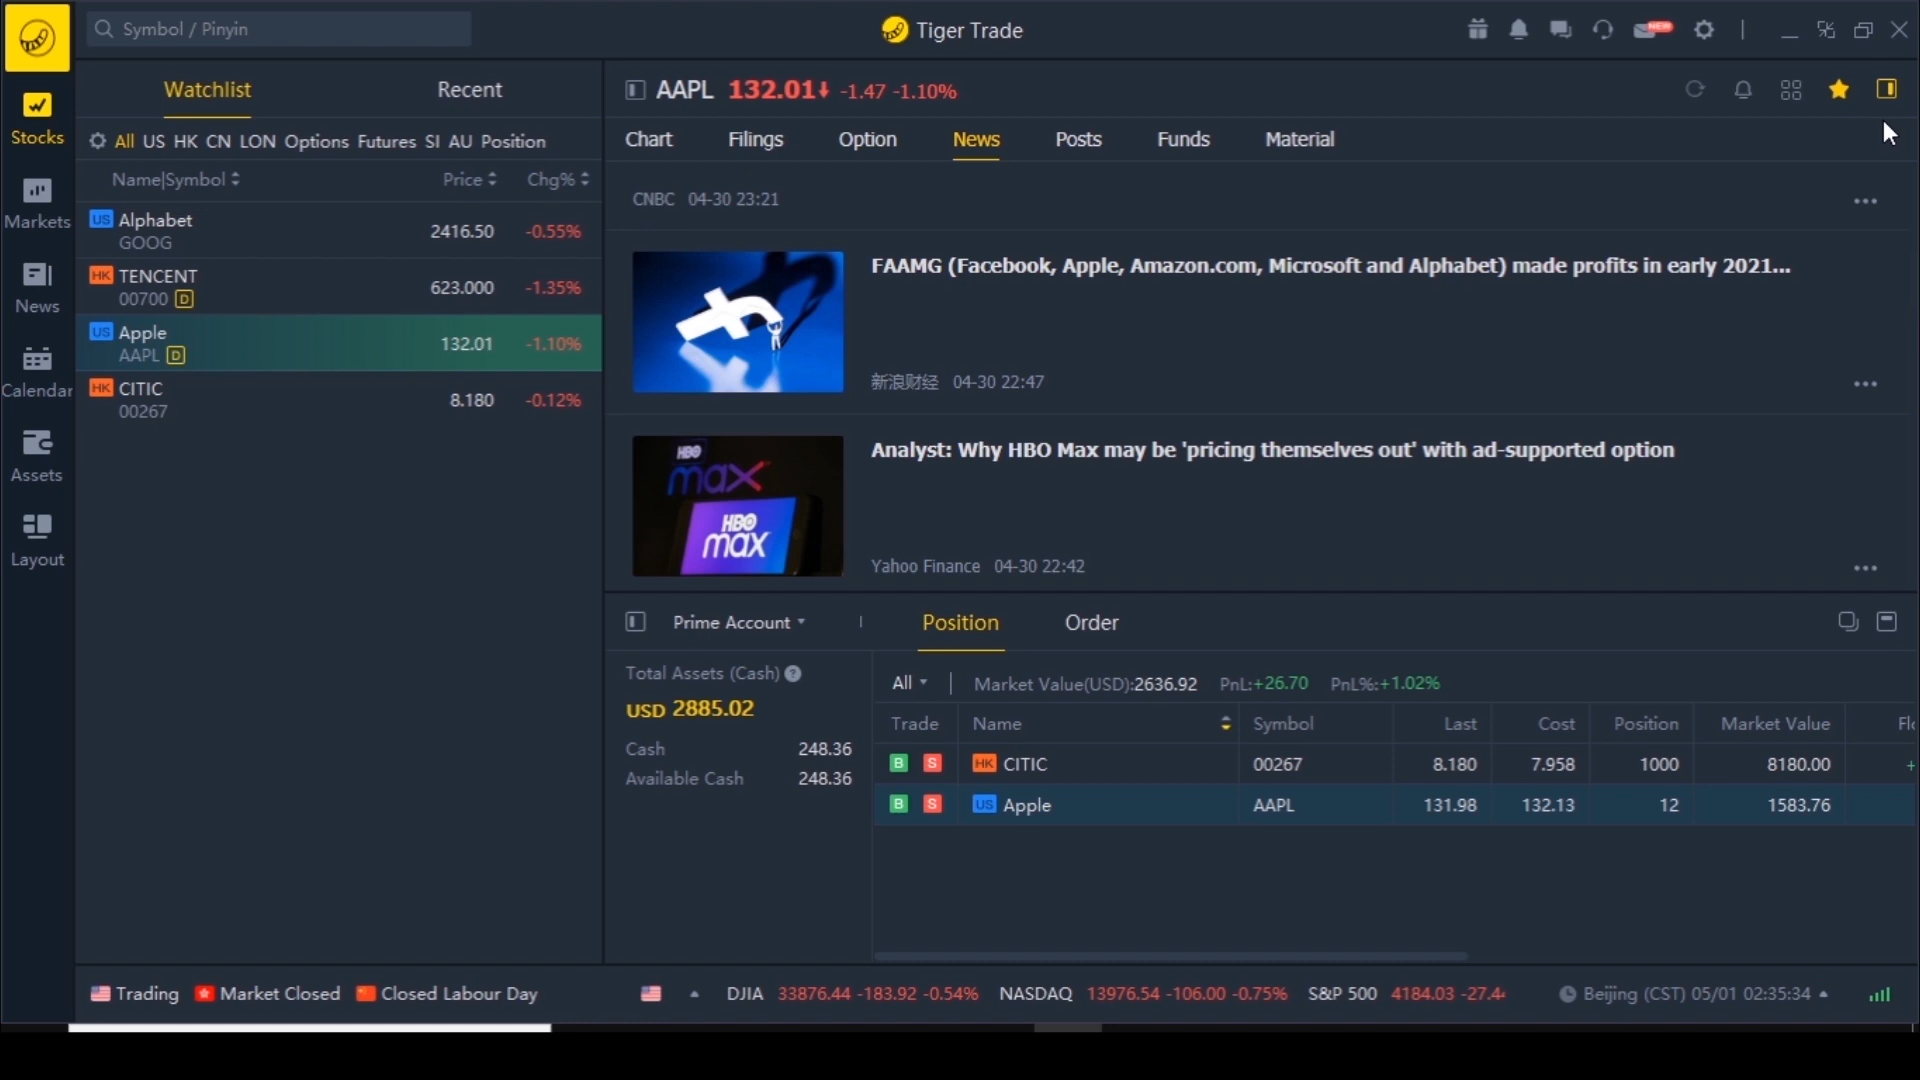 Symbol / Pinyin
Tiger Trade
NEW
Stocks
Markets
News
Calendar
Assets
Layout
Watchlist Recent
All US HK CN LON Options Futures SI AU Position
Name|Symbol Price Chg%
US Alphabet
GOOG 2416.50 -0.55%
HK TENCENT
00700 D 623.000 -1.35%
US Apple
AAPL D 132.01 -1.10%
HK CITIC
00267 8.180 -0.12%
AAPL 132.01 -1.47 -1.10%
Chart Filings Option News Posts Funds Material
CNBC 04-30 23:21
FAAMG (Facebook, Apple, Amazon.com, Microsoft and Alphabet) made profits in early 2021...
新浪财经 04-30 22:47
HBO
max
HBO
max
Analyst: Why HBO Max may be 'pricing themselves out' with ad-supported option
Yahoo Finance 04-30 22:42
Prime Account Position Order
Total Assets (Cash) ?
USD 2885.02
Cash 248.36
Available Cash 248.36
All Market Value(USD):2636.92 PnL:+26.70 PnL%:+1.02%
Trade Name Symbol Last Cost Position Market Value
B S HK CITIC 00267 8.180 7.958 1000 8180.00 +
B S US Apple AAPL 131.98 132.13 12 1583.76
Trading Market Closed Closed Labour Day DJIA 33876.44 -183.92 -0.54% NASDAQ 13976.54 -106.00 -0.75% S&P 500 4184.03 -27.4 Beijing (CST) 05/01 02:35:34